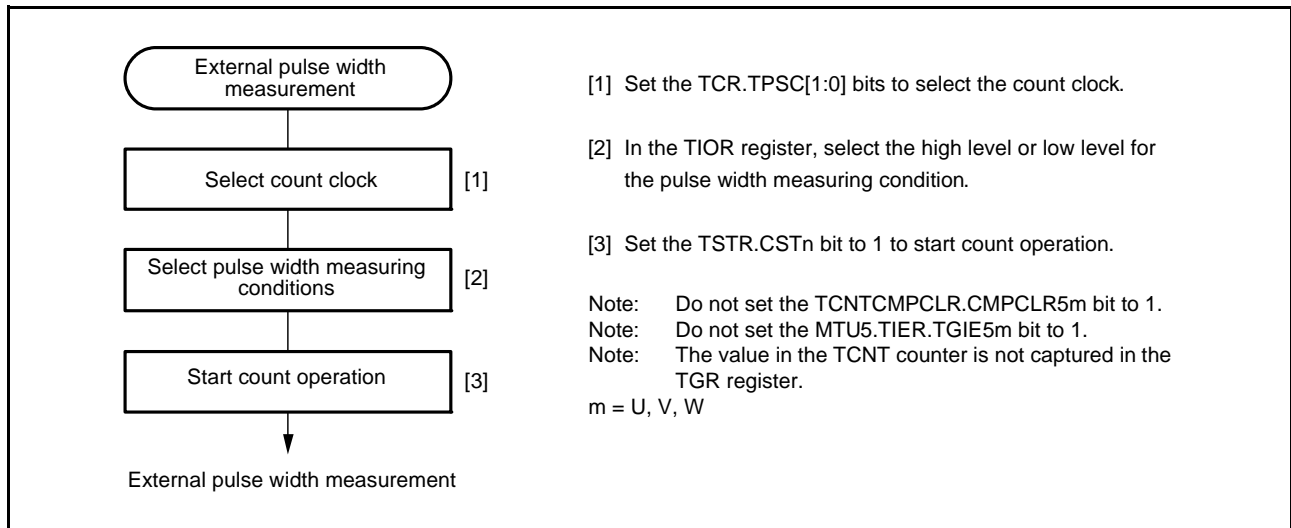 External pulse width
measurement
Select count clock
[1]
Select pulse width measuring
conditions
[2]
Start count operation
[3]
External pulse width measurement
[1] Set the TCR.TPSC[1:0] bits to select the count clock.
[2] In the TIOR register, select the high level or low level for
the pulse width measuring condition.
[3] Set the TSTR.CSTn bit to 1 to start count operation.
Note: Do not set the TCNTCMPCLR.CMPCLR5m bit to 1.
Note: Do not set the MTU5.TIER.TGIE5m bit to 1.
Note: The value in the TCNT counter is not captured in the
TGR register.
m = U, V, W